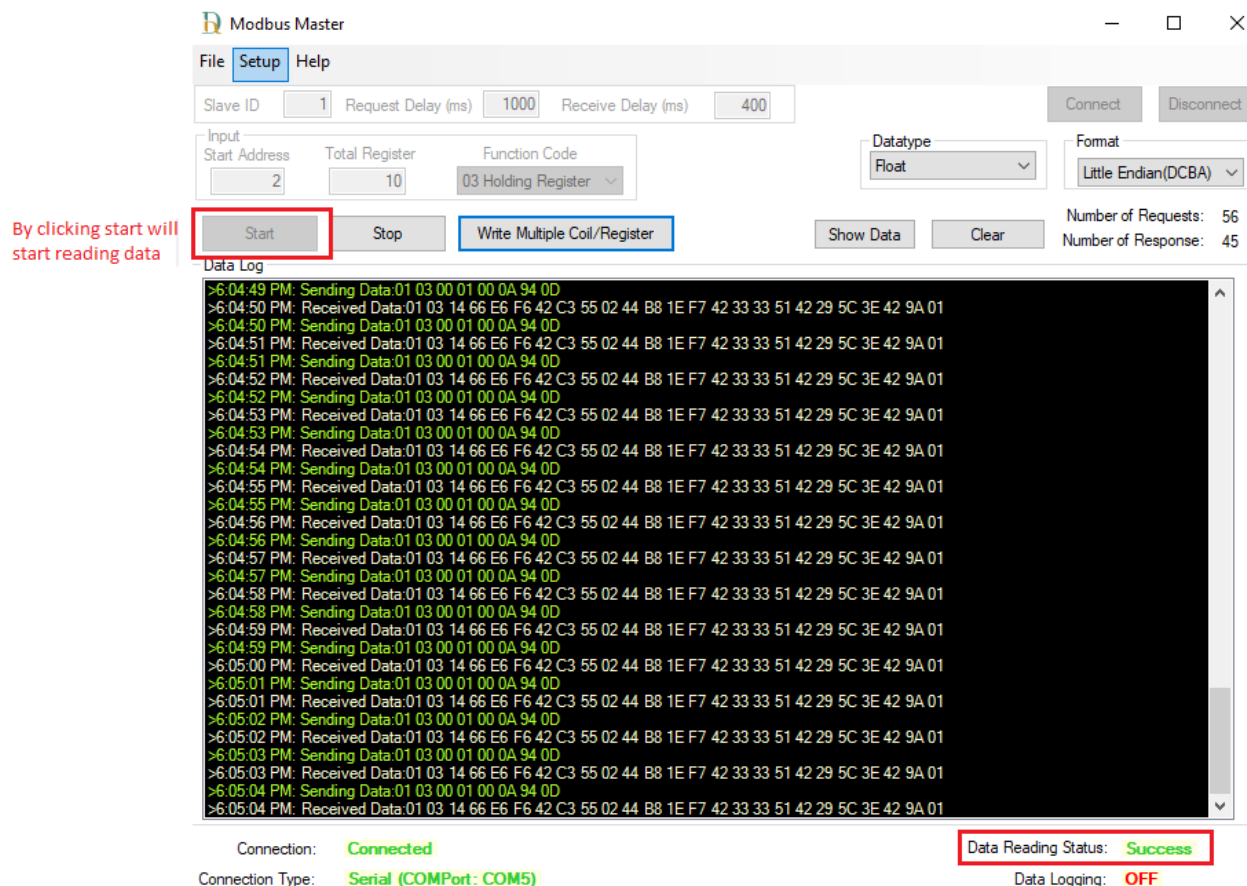 Modbus Master
File Setup Help
Slave ID 1 Request Delay (ms) 1000 Receive Delay (ms) 400 Connect Disconnect
Input
Start Address Total Register Function Code
2 10 03 Holding Register
Datatype Format
Float Little Endian(DCBA)
By clicking start will
start reading data
Start Stop Write Multiple Coil/Register Show Data Clear
Number of Requests: 56
Number of Response: 45
Data Log
>6:04:49 PM: Sending Data:01 03 00 01 00 0A 94 0D
>6:04:50 PM: Received Data:01 03 14 66 E6 F6 42 C3 55 02 44 B8 1E F7 42 33 33 51 42 29 5C 3E 42 9A 01
>6:04:50 PM: Sending Data:01 03 00 01 00 0A 94 0D
>6:04:51 PM: Received Data:01 03 14 66 E6 F6 42 C3 55 02 44 B8 1E F7 42 33 33 51 42 29 5C 3E 42 9A 01
>6:04:51 PM: Sending Data:01 03 00 01 00 0A 94 0D
>6:04:52 PM: Received Data:01 03 14 66 E6 F6 42 C3 55 02 44 B8 1E F7 42 33 33 51 42 29 5C 3E 42 9A 01
>6:04:52 PM: Sending Data:01 03 00 01 00 0A 94 0D
>6:04:53 PM: Received Data:01 03 14 66 E6 F6 42 C3 55 02 44 B8 1E F7 42 33 33 51 42 29 5C 3E 42 9A 01
>6:04:53 PM: Sending Data:01 03 00 01 00 0A 94 0D
>6:04:54 PM: Received Data:01 03 14 66 E6 F6 42 C3 55 02 44 B8 1E F7 42 33 33 51 42 29 5C 3E 42 9A 01
>6:04:54 PM: Sending Data:01 03 00 01 00 0A 94 0D
>6:04:55 PM: Received Data:01 03 14 66 E6 F6 42 C3 55 02 44 B8 1E F7 42 33 33 51 42 29 5C 3E 42 9A 01
>6:04:55 PM: Sending Data:01 03 00 01 00 0A 94 0D
>6:04:56 PM: Received Data:01 03 14 66 E6 F6 42 C3 55 02 44 B8 1E F7 42 33 33 51 42 29 5C 3E 42 9A 01
>6:04:56 PM: Sending Data:01 03 00 01 00 0A 94 0D
>6:04:57 PM: Received Data:01 03 14 66 E6 F6 42 C3 55 02 44 B8 1E F7 42 33 33 51 42 29 5C 3E 42 9A 01
>6:04:57 PM: Sending Data:01 03 00 01 00 0A 94 0D
>6:04:58 PM: Received Data:01 03 14 66 E6 F6 42 C3 55 02 44 B8 1E F7 42 33 33 51 42 29 5C 3E 42 9A 01
>6:04:58 PM: Sending Data:01 03 00 01 00 0A 94 0D
>6:04:59 PM: Received Data:01 03 14 66 E6 F6 42 C3 55 02 44 B8 1E F7 42 33 33 51 42 29 5C 3E 42 9A 01
>6:04:59 PM: Sending Data:01 03 00 01 00 0A 94 0D
>6:05:00 PM: Received Data:01 03 14 66 E6 F6 42 C3 55 02 44 B8 1E F7 42 33 33 51 42 29 5C 3E 42 9A 01
>6:05:01 PM: Sending Data:01 03 00 01 00 0A 94 0D
>6:05:01 PM: Received Data:01 03 14 66 E6 F6 42 C3 55 02 44 B8 1E F7 42 33 33 51 42 29 5C 3E 42 9A 01
>6:05:02 PM: Sending Data:01 03 00 01 00 0A 94 0D
>6:05:02 PM: Received Data:01 03 14 66 E6 F6 42 C3 55 02 44 B8 1E F7 42 33 33 51 42 29 5C 3E 42 9A 01
>6:05:03 PM: Sending Data:01 03 00 01 00 0A 94 0D
>6:05:03 PM: Received Data:01 03 14 66 E6 F6 42 C3 55 02 44 B8 1E F7 42 33 33 51 42 29 5C 3E 42 9A 01
>6:05:04 PM: Sending Data:01 03 00 01 00 0A 94 0D
>6:05:04 PM: Received Data:01 03 14 66 E6 F6 42 C3 55 02 44 B8 1E F7 42 33 33 51 42 29 5C 3E 42 9A 01
Connection: Connected Data Reading Status: Success
Connection Type: Serial (COMPort: COM5) Data Logging: OFF